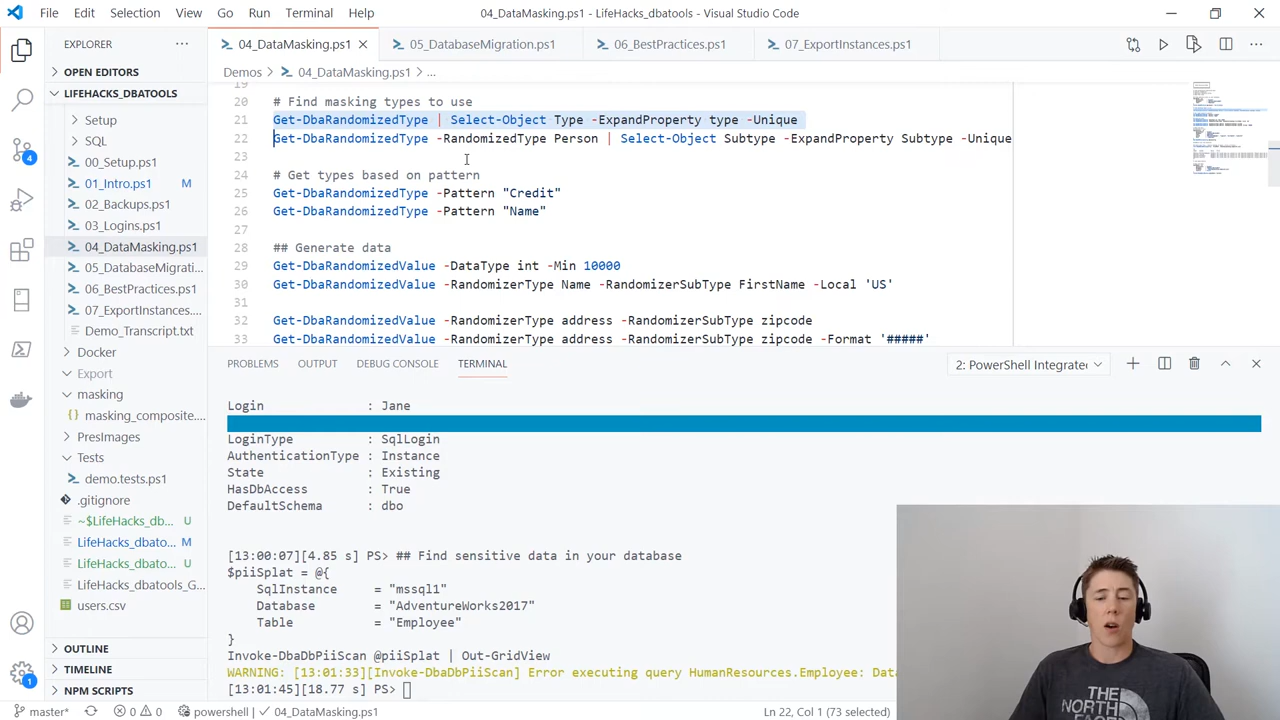 File Edit Selection View Go Run Terminal Help 04_DataMasking.ps1 - LifeHacks_dbatools - Visual Studio Code
EXPLORER
OPEN EDITORS
LIFEHACKS_DBATOOLS
Setup
SQL
00_Setup.ps1
01_Intro.ps1 M
02_Backups.ps1
03_Logins.ps1
04_DataMasking.ps1
05_DatabaseMigrati...
06_BestPractices.ps1
07_ExportInstances....
Demo_Transcript.txt
Docker
Export
masking
masking_composite....
PresImages
Tests
demo.tests.ps1
.gitignore
~$LifeHacks_db... U
LifeHacks_dbato... M
LifeHacks_dbato... U
LifeHacks_dbatools_G...
users.csv
OUTLINE
TIMELINE
NPM SCRIPTS
4
1
04_DataMasking.ps1 05_DatabaseMigration.ps1 06_BestPractices.ps1 07_ExportInstances.ps1
Demos > 04_DataMasking.ps1 > ...
19
20 # Find masking types to use
21 Get-DbaRandomizedType | Select-Object Type -ExpandProperty type -Unique
22 Get-DbaRandomizedType -RandomizerType Person | Select-Object Subtype -ExpandProperty Subtype -Unique
23
24 # Get types based on pattern
25 Get-DbaRandomizedType -Pattern "Credit"
26 Get-DbaRandomizedType -Pattern "Name"
27
28 ## Generate data
29 Get-DbaRandomizedValue -DataType int -Min 10000
30 Get-DbaRandomizedValue -RandomizerType Name -RandomizerSubType FirstName -Local 'US'
31
32 Get-DbaRandomizedValue -RandomizerType address -RandomizerSubType zipcode
33 Get-DbaRandomizedValue -RandomizerType address -RandomizerSubType zipcode -Format '#####'
PROBLEMS OUTPUT DEBUG CONSOLE TERMINAL 2: PowerShell Integrate
Login : Jane
LoginType : SqlLogin
AuthenticationType : Instance
State : Existing
HasDbAccess : True
DefaultSchema : dbo
[13:00:07][4.85 s] PS> ## Find sensitive data in your database
$piiSplat = @{
SqlInstance = "mssql1"
Database = "AdventureWorks2017"
Table = "Employee"
}
Invoke-DbaDbPiiScan @piiSplat | Out-GridView
WARNING: [13:01:33][Invoke-DbaDbPiiScan] Error executing query HumanResources.Employee: Dat
[13:01:45][18.77 s] PS>
THE
NORTH
master* 0 0 powershell 04_DataMasking.ps1 Ln 22, Col 1 (73 selected)